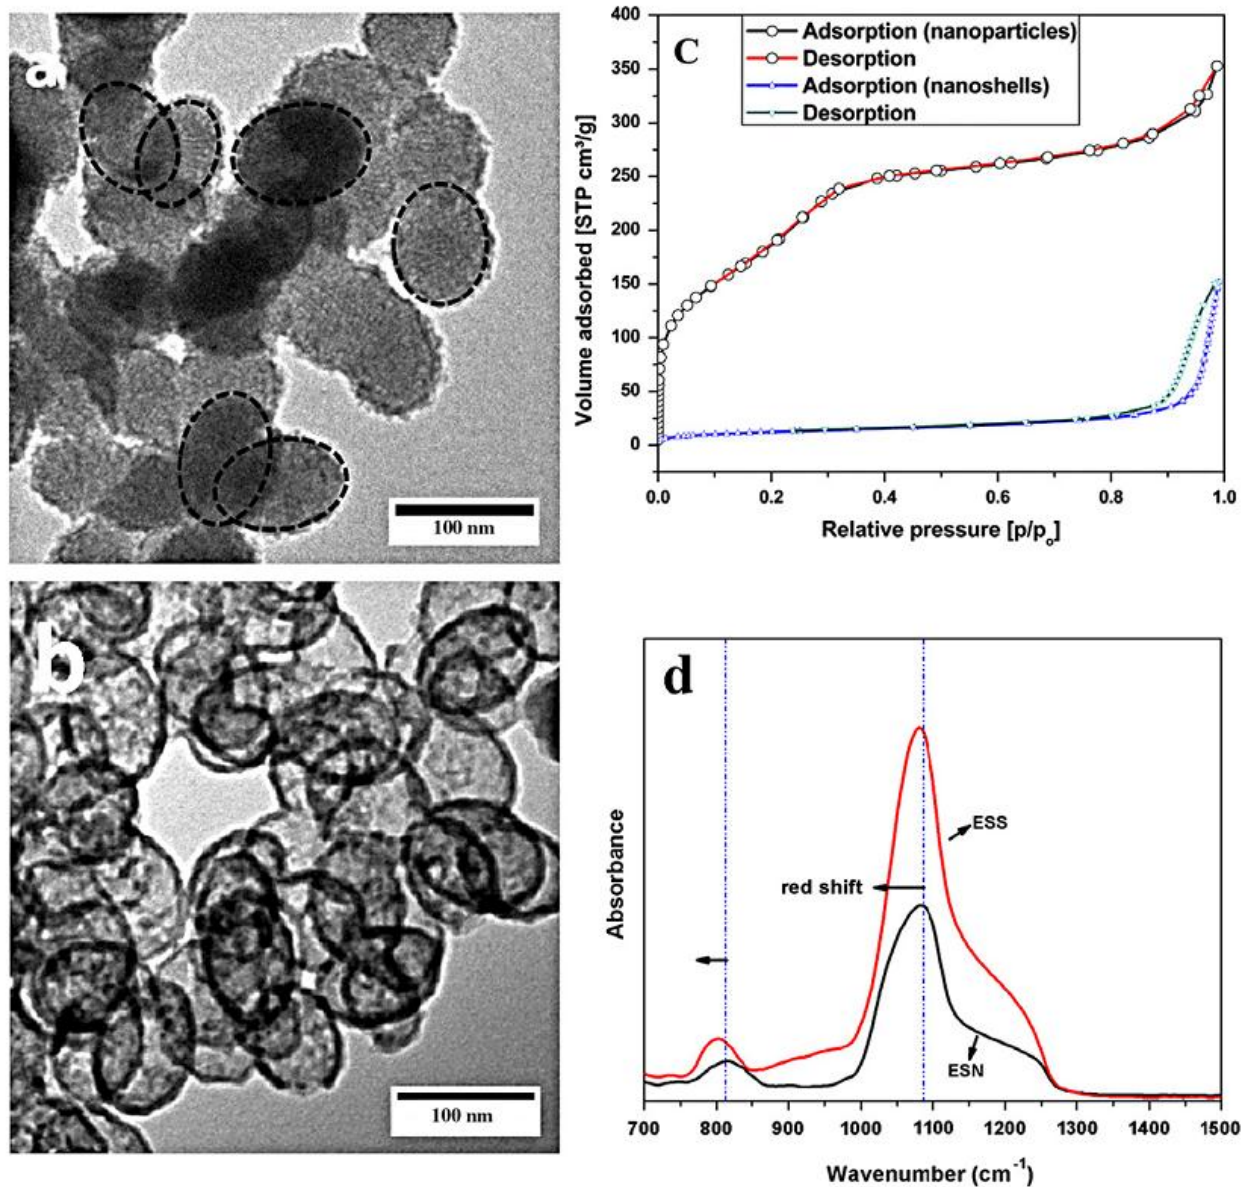 a
100 nm
b
100 nm
C
Adsorption (nanoparticles)
Desorption
Adsorption (nanoshells)
Desorption
Volume adsorbed [STP cm³/g]
400
350
300
250
200
150
100
50
0
0.0 0.2 0.4 0.6 0.8 1.0
Relative pressure [p/pₒ]
d
ESS
red shift
ESN
Absorbance
700 800 900 1000 1100 1200 1300 1400 1500
Wavenumber (cm⁻¹)